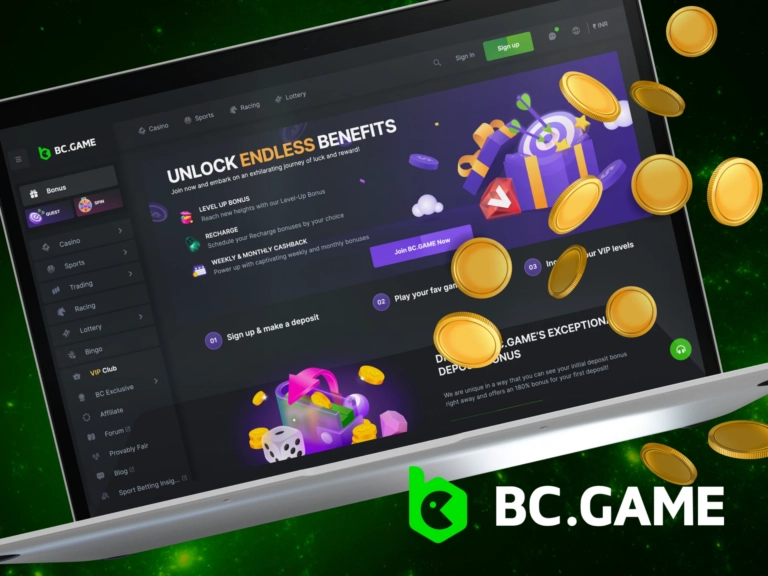 Sign in
Sign up
₹ INR
Casino
Sports
Racing
Lottery
BC.GAME
Bonus
QUEST
SPIN
Casino
Sports
Trading
Racing
Lottery
Bingo
VIP Club
BC Exclusive
Affiliate
Forum
Provably Fair
Blog
Sport Betting Insig...
UNLOCK ENDLESS BENEFITS
Join now and embark on an exhilarating journey of luck and reward!
LEVEL UP BONUS
Reach new heights with our Level-Up Bonus
RECHARGE
Schedule your Recharge bonuses by your choice
WEEKLY & MONTHLY CASHBACK
Power up with captivating weekly and monthly bonuses
Join BC.GAME Now
01 Sign up & make a deposit
02 Play your fav
03 VIP levels
C.GAME'S EXCEPTIONA
BONUS
We are unique in a way that you can see your initial deposit bonus
right away and offers an 180% bonus for your first deposit!
BC.GAME